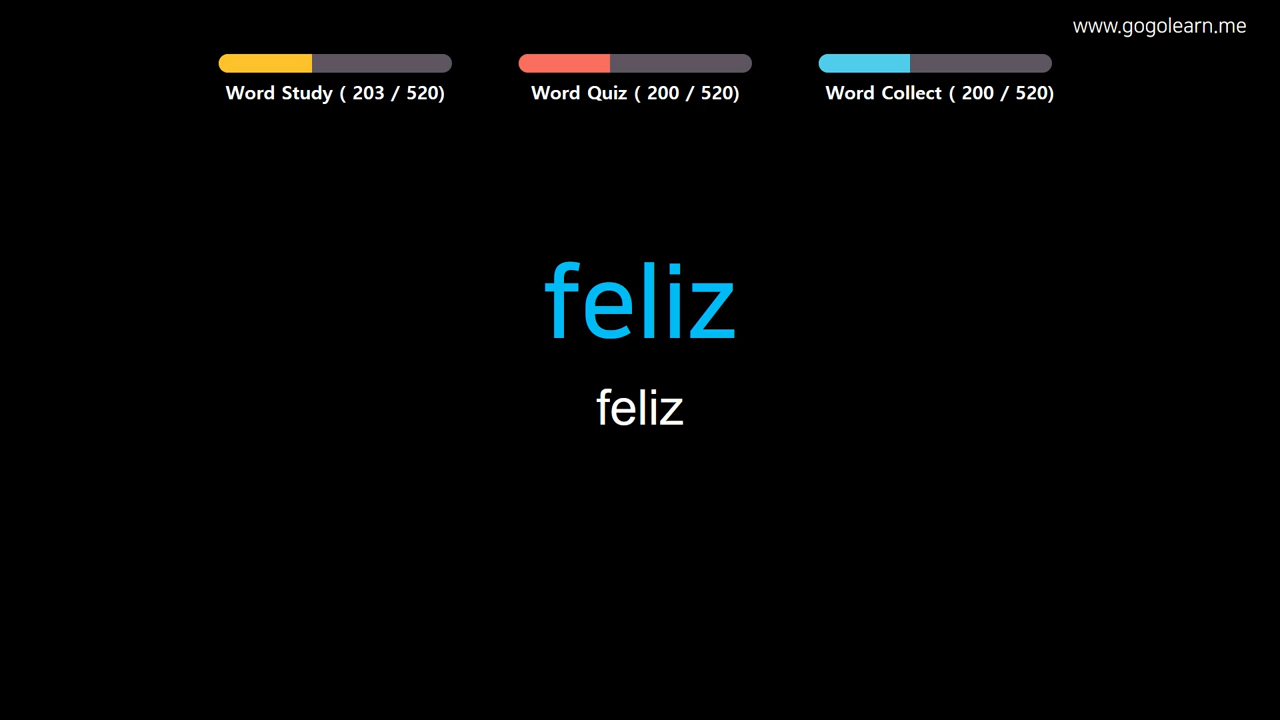 www.gogolearn.me
Word Study ( 203 / 520)
Word Quiz ( 200 / 520)
Word Collect ( 200 / 520)
feliz
feliz